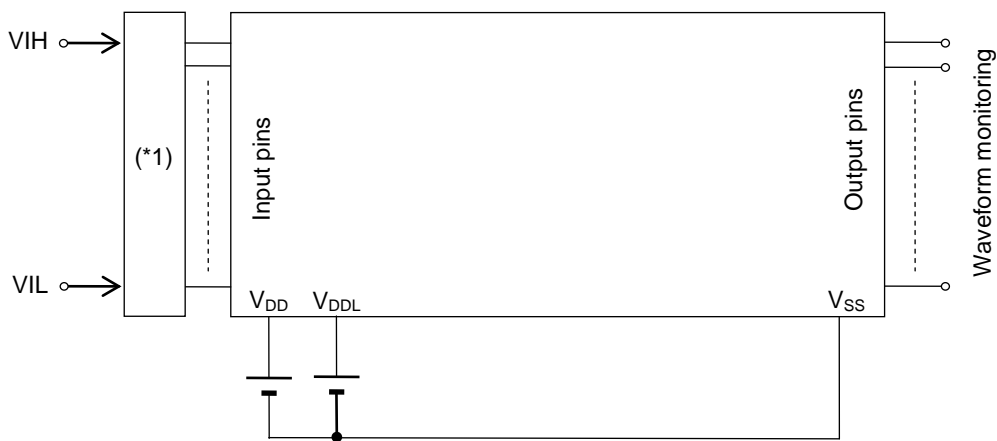 VIH
(*1)
VIL
Input pins
Output pins
Waveform monitoring
VDD
VDDL
VSS